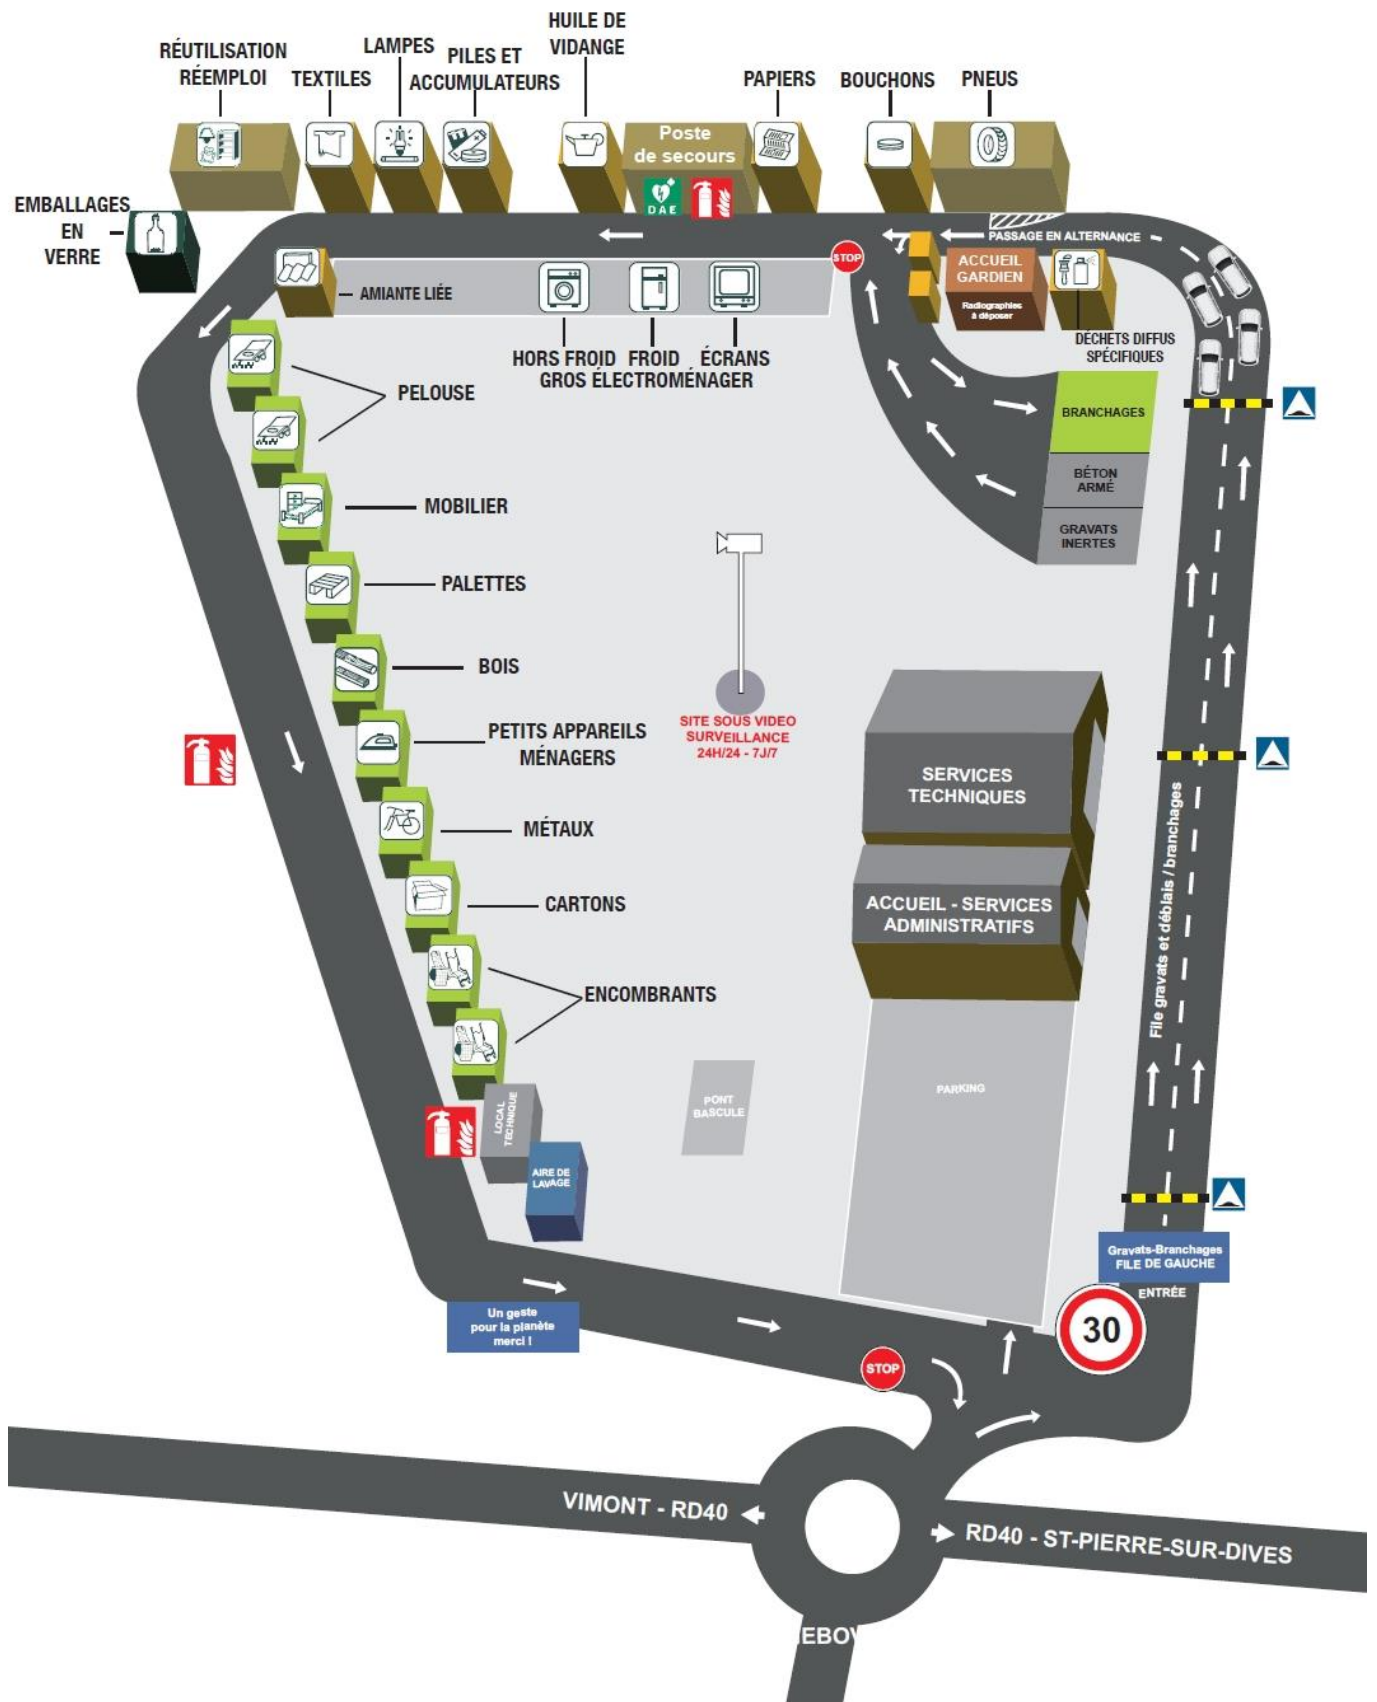 HUILE DE
VIDANGE
RÉUTILISATION
RÉEMPLOI
TEXTILES
LAMPES
PILES ET
ACCUMULATEURS
PAPIERS
BOUCHONS
PNEUS
Poste
de secours
DAE
EMBALLAGES
EN
VERRE
PASSAGE EN ALTERNANCE
STOP
ACCUEIL
GARDIEN
Radiographies
à déposer
AMIANTE LIÉE
DÉCHETS DIFFUS
SPÉCIFIQUES
HORS FROID
FROID
ÉCRANS
GROS ÉLECTROMÉNAGER
PELOUSE
BRANCHAGES
BÉTON
ARMÉ
GRAVATS
INERTES
MOBILIER
PALETTES
BOIS
SITE SOUS VIDEO
SURVEILLANCE
24H/24 - 7J/7
PETITS APPAREILS
MÉNAGERS
SERVICES
TECHNIQUES
MÉTAUX
CARTONS
ACCUEIL - SERVICES
ADMINISTRATIFS
File gravats et déblais / branchages
ENCOMBRANTS
PARKING
PONT
BASCULE
LOCAL
TECHNIQUE
AIRE DE
LAVAGE
Gravats-Branchages
FILE DE GAUCHE
ENTRÉE
30
Un geste
pour la planète
merci !
STOP
VIMONT - RD40
RD40 - ST-PIERRE-SUR-DIVES